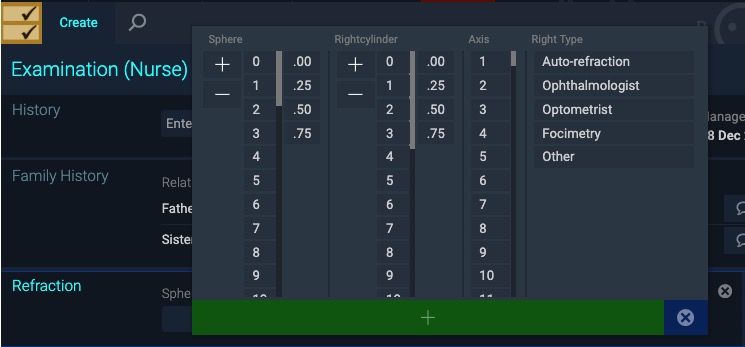 Create
Examination (Nurse)
History
Ente
Family History
Relat
Fathe
Sister
Refraction
Sphe
Sphere
+
−
0
1
2
3
4
5
6
7
8
9
10
.00
.25
.50
.75
Rightcylinder
+
−
0
1
2
3
4
5
6
7
8
9
10
.00
.25
.50
.75
Axis
1
2
3
4
5
6
7
8
9
10
11
Right Type
Auto-refraction
Ophthalmologist
Optometrist
Focimetry
Other
+
Manage
8 Dec